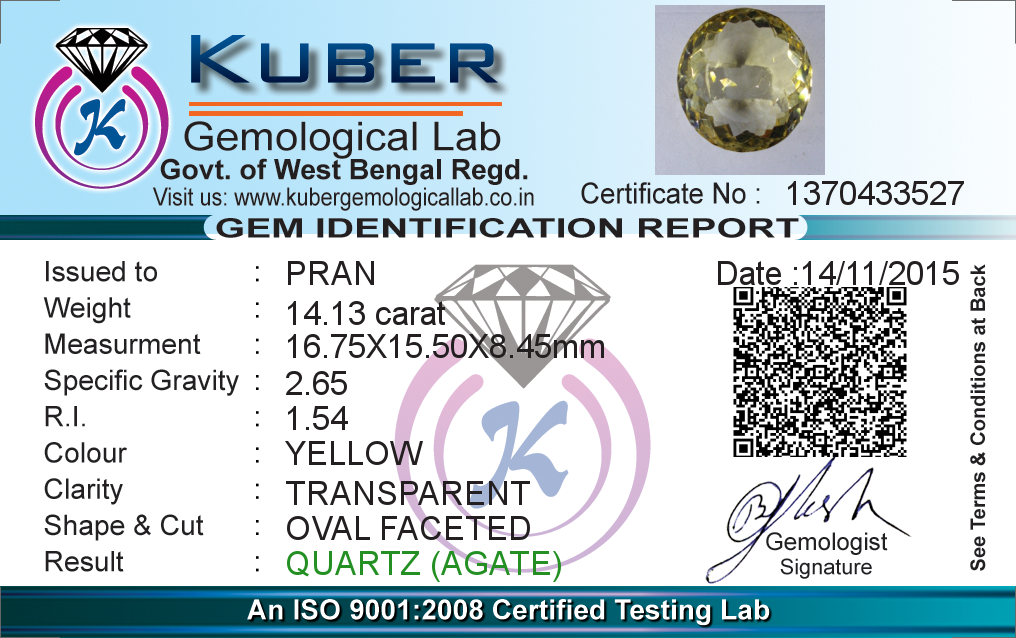 KUBER
K
Gemological Lab
Govt. of West Bengal Regd.
Visit us: www.kubergemologicallab.co.in
Certificate No : 1370433527
GEM IDENTIFICATION REPORT
Issued to : PRAN
Date :14/11/2015
Weight : 14.13 carat
Measurment : 16.75X15.50X8.45mm
Specific Gravity : 2.65
R.I. : 1.54
Colour : YELLOW
Clarity : TRANSPARENT
Shape & Cut : OVAL FACETED
Result : QUARTZ (AGATE)
K
Gemologist
Signature
See Terms & Conditions at Back
An ISO 9001:2008 Certified Testing Lab